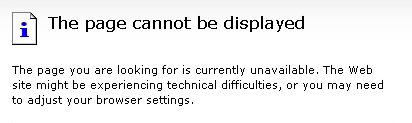 The page cannot be displayed
The page you are looking for is currently unavailable. The Web
site might be experiencing technical difficulties, or you may need
to adjust your browser settings.